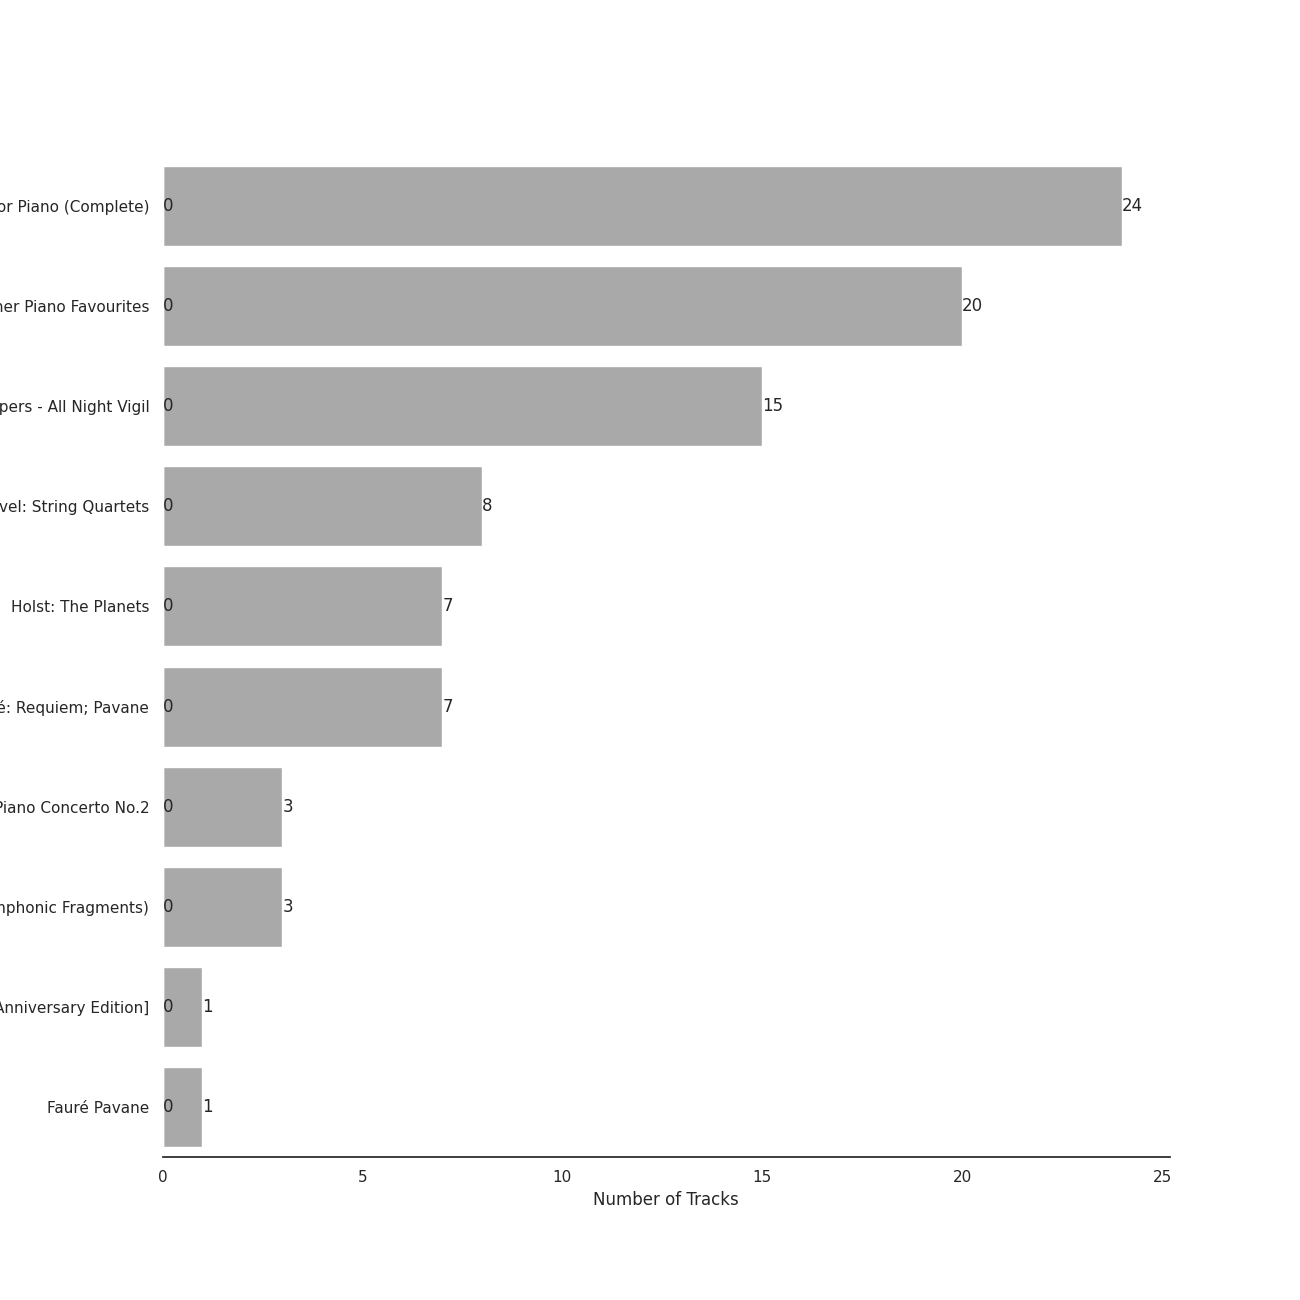 or Piano (Complete) 0 24
her Piano Favourites 0 20
pers - All Night Vigil 0 15
vel: String Quartets 0 8
Holst: The Planets 0 7
é: Requiem; Pavane 0 7
Piano Concerto No.2 0 3
nphonic Fragments) 0 3
Anniversary Edition] 0 1
Fauré Pavane 0 1
0 5 10 15 20 25
Number of Tracks